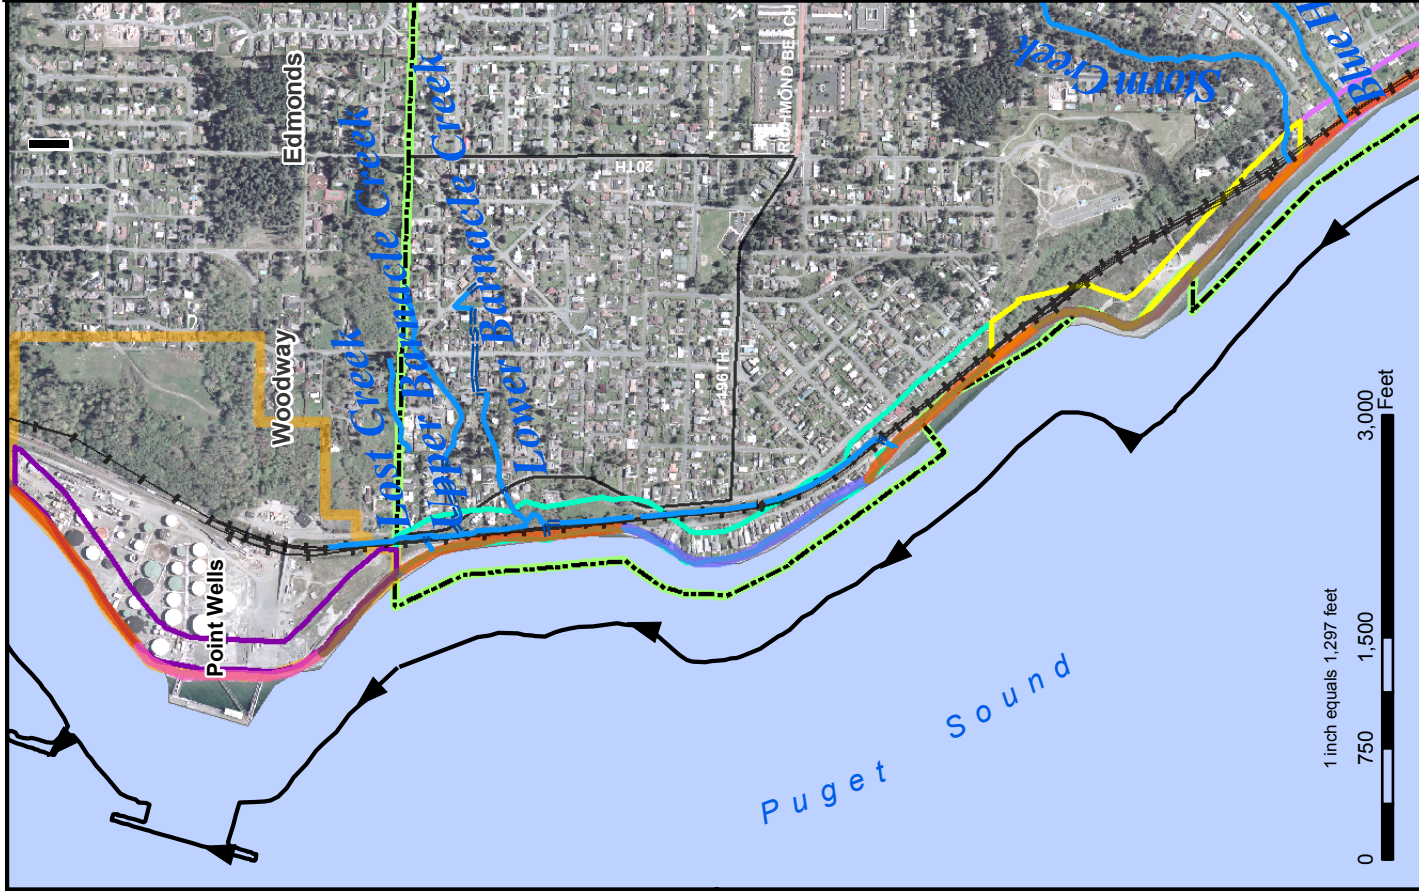 Edmonds
Woodway
Point Wells
Lost Creek
Upper Barnacle Creek
Lower Barnacle Creek
Storm Creek
Blue H
20TH
196TH
RICHMOND BEACH
Puget Sound
1 inch equals 1,297 feet
0 750 1,500 3,000
Feet